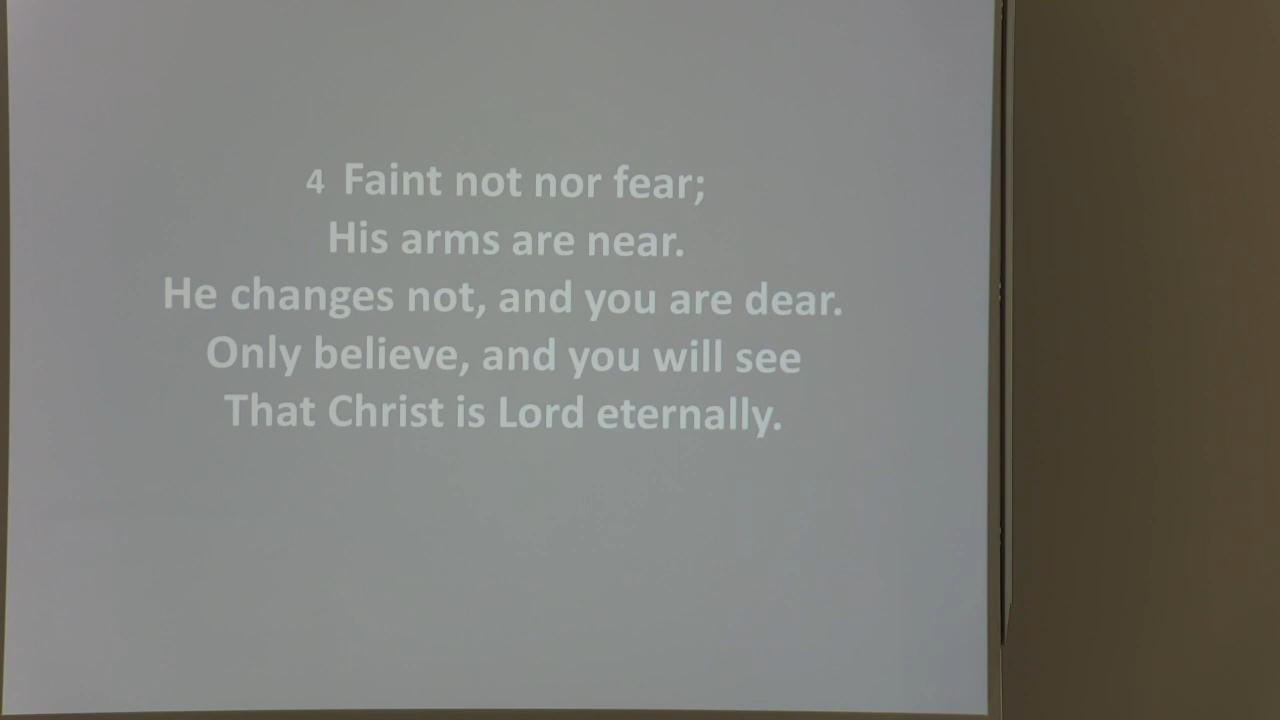 4 Faint not nor fear;
His arms are near.
He changes not, and you are dear.
Only believe, and you will see
That Christ is Lord eternally.